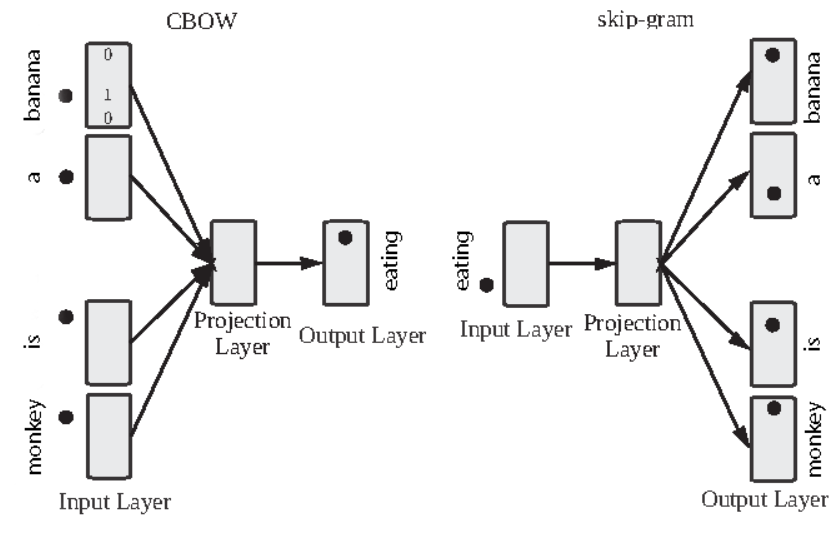 CBOW
banana
0
1
0
a
is
monkey
Input Layer
Projection
Layer
eating
Output Layer
skip-gram
eating
Input Layer
Projection
Layer
banana
a
is
monkey
Output Layer